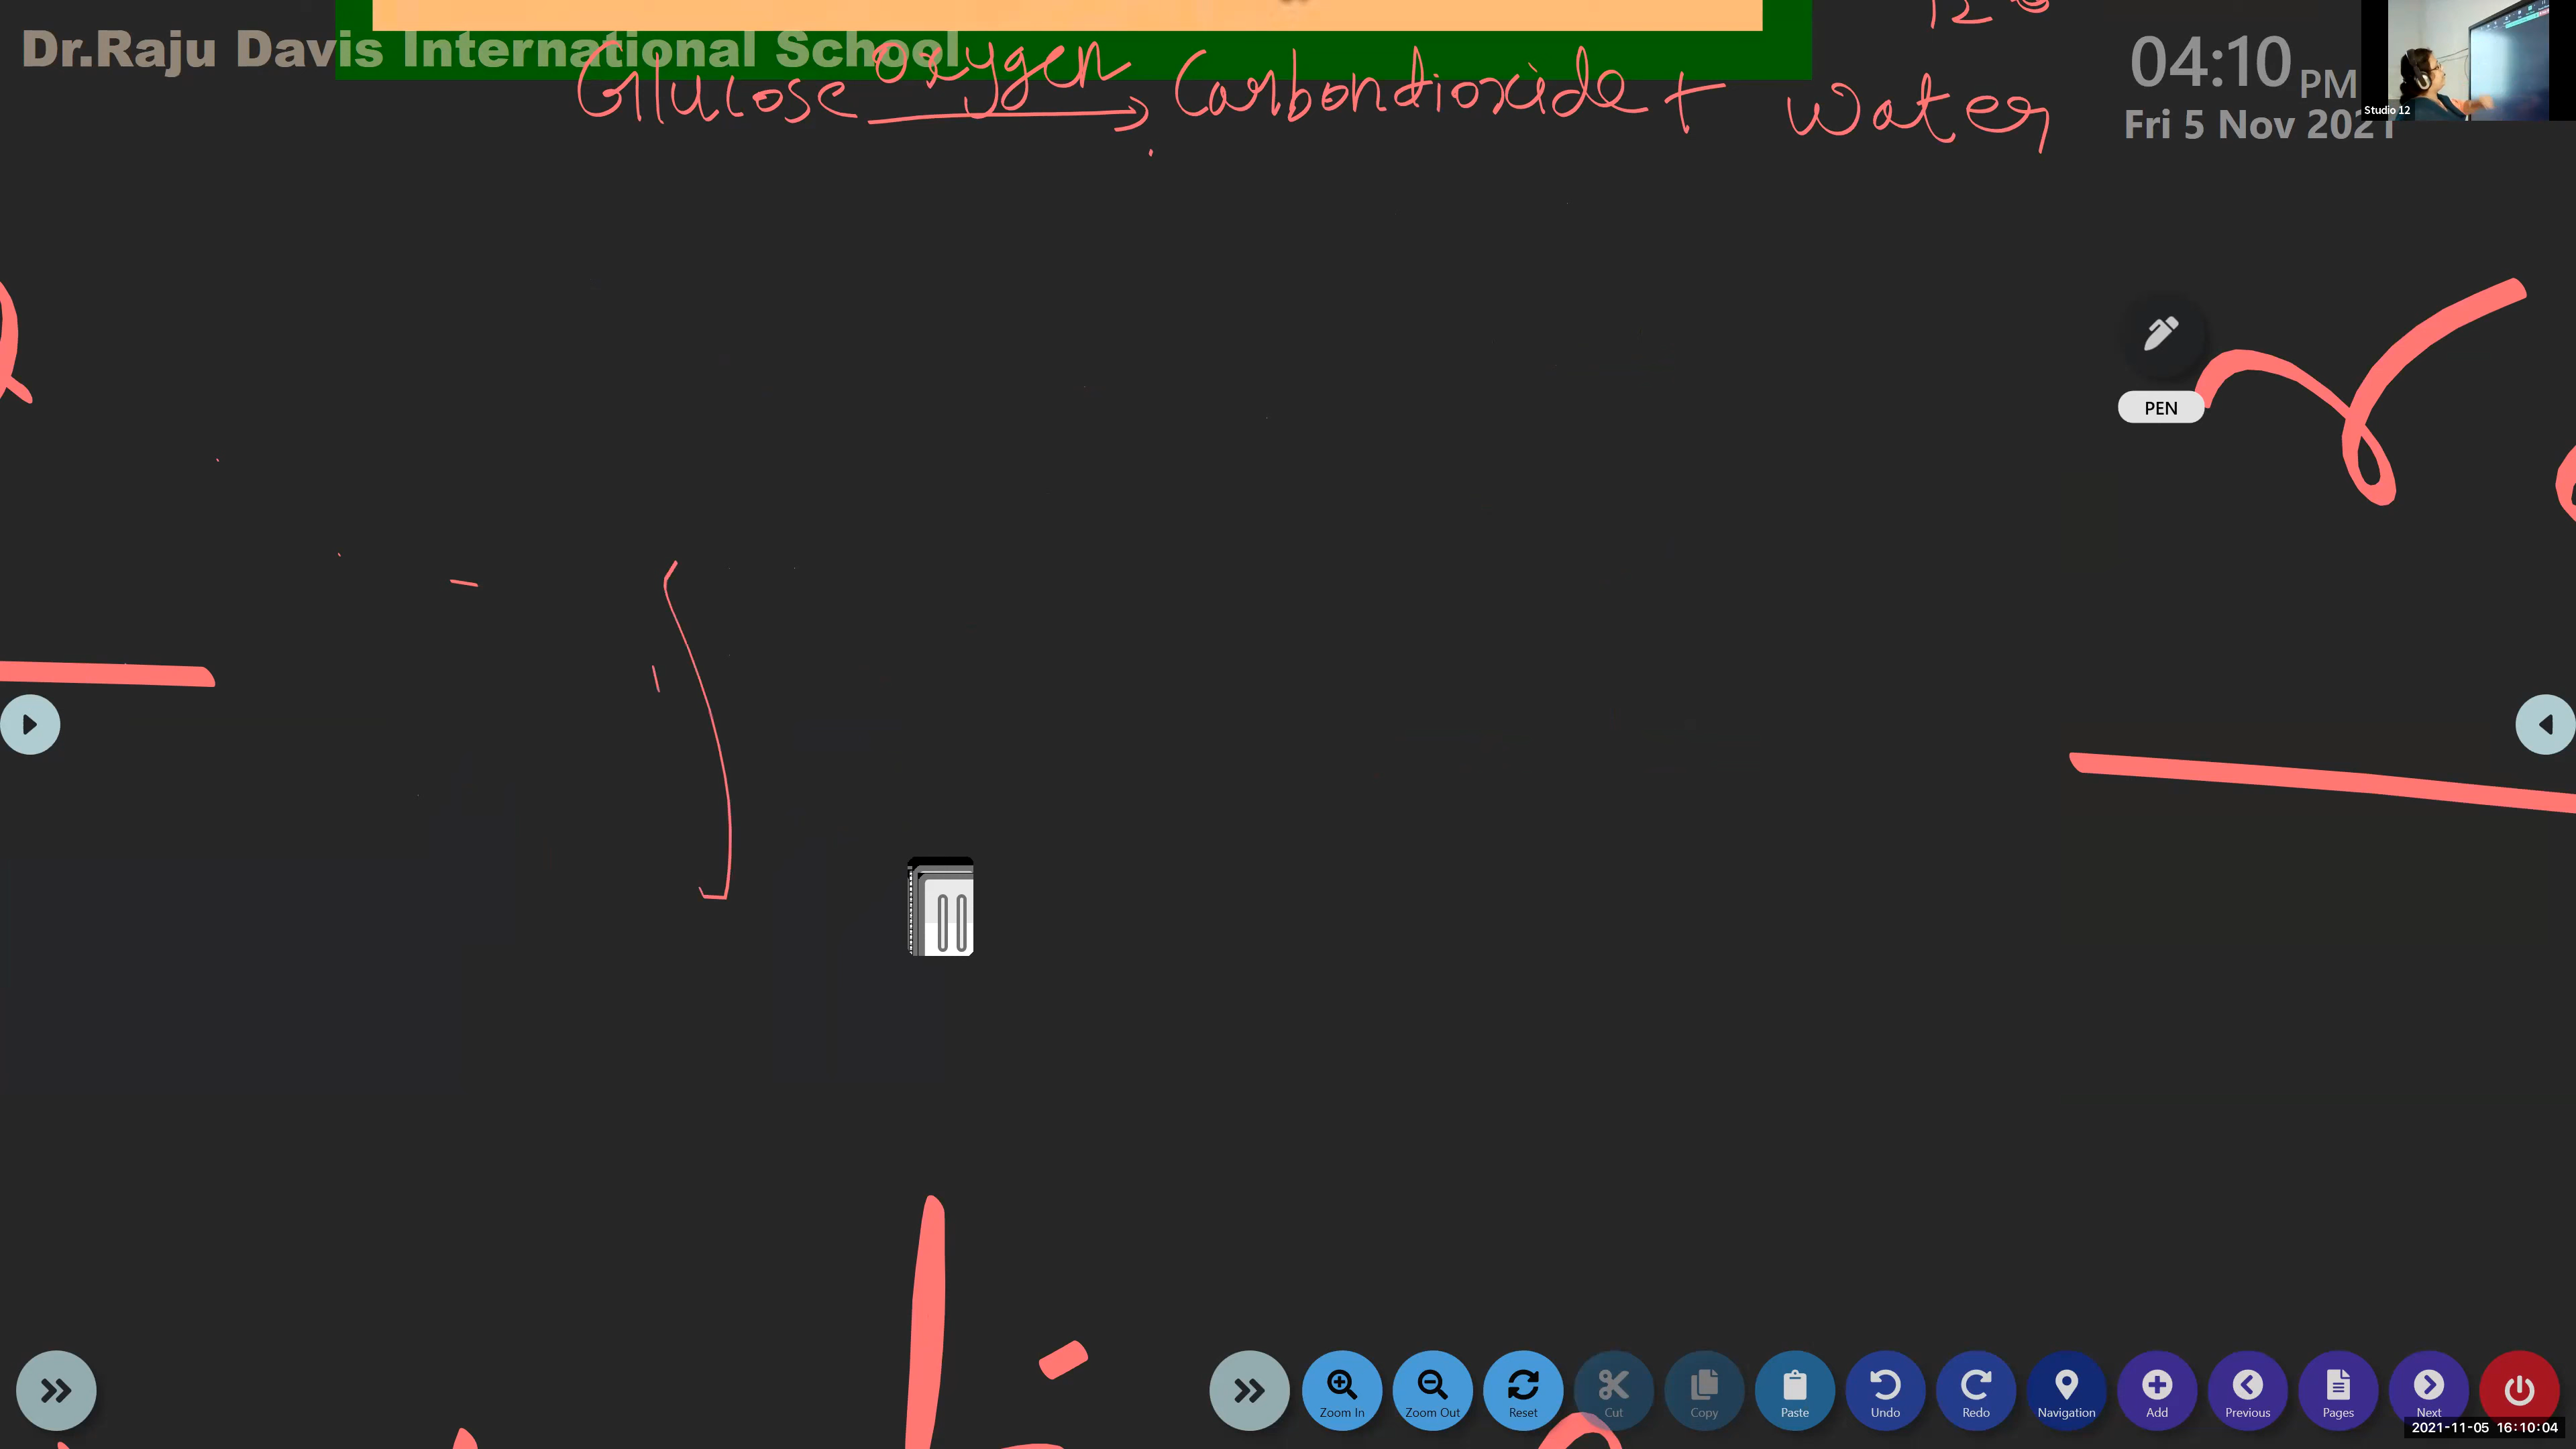 12
Dr.Raju Davis International School
04:10 PM
Studio 12
Fri 5 Nov 2021
oxygen
Glucose → Carbondioxide + water
PEN
Zoom In
Zoom Out
Reset
Cut
Copy
Paste
Undo
Redo
Navigation
Add
Previous
Pages
Next
2021-11-05 16:10:04